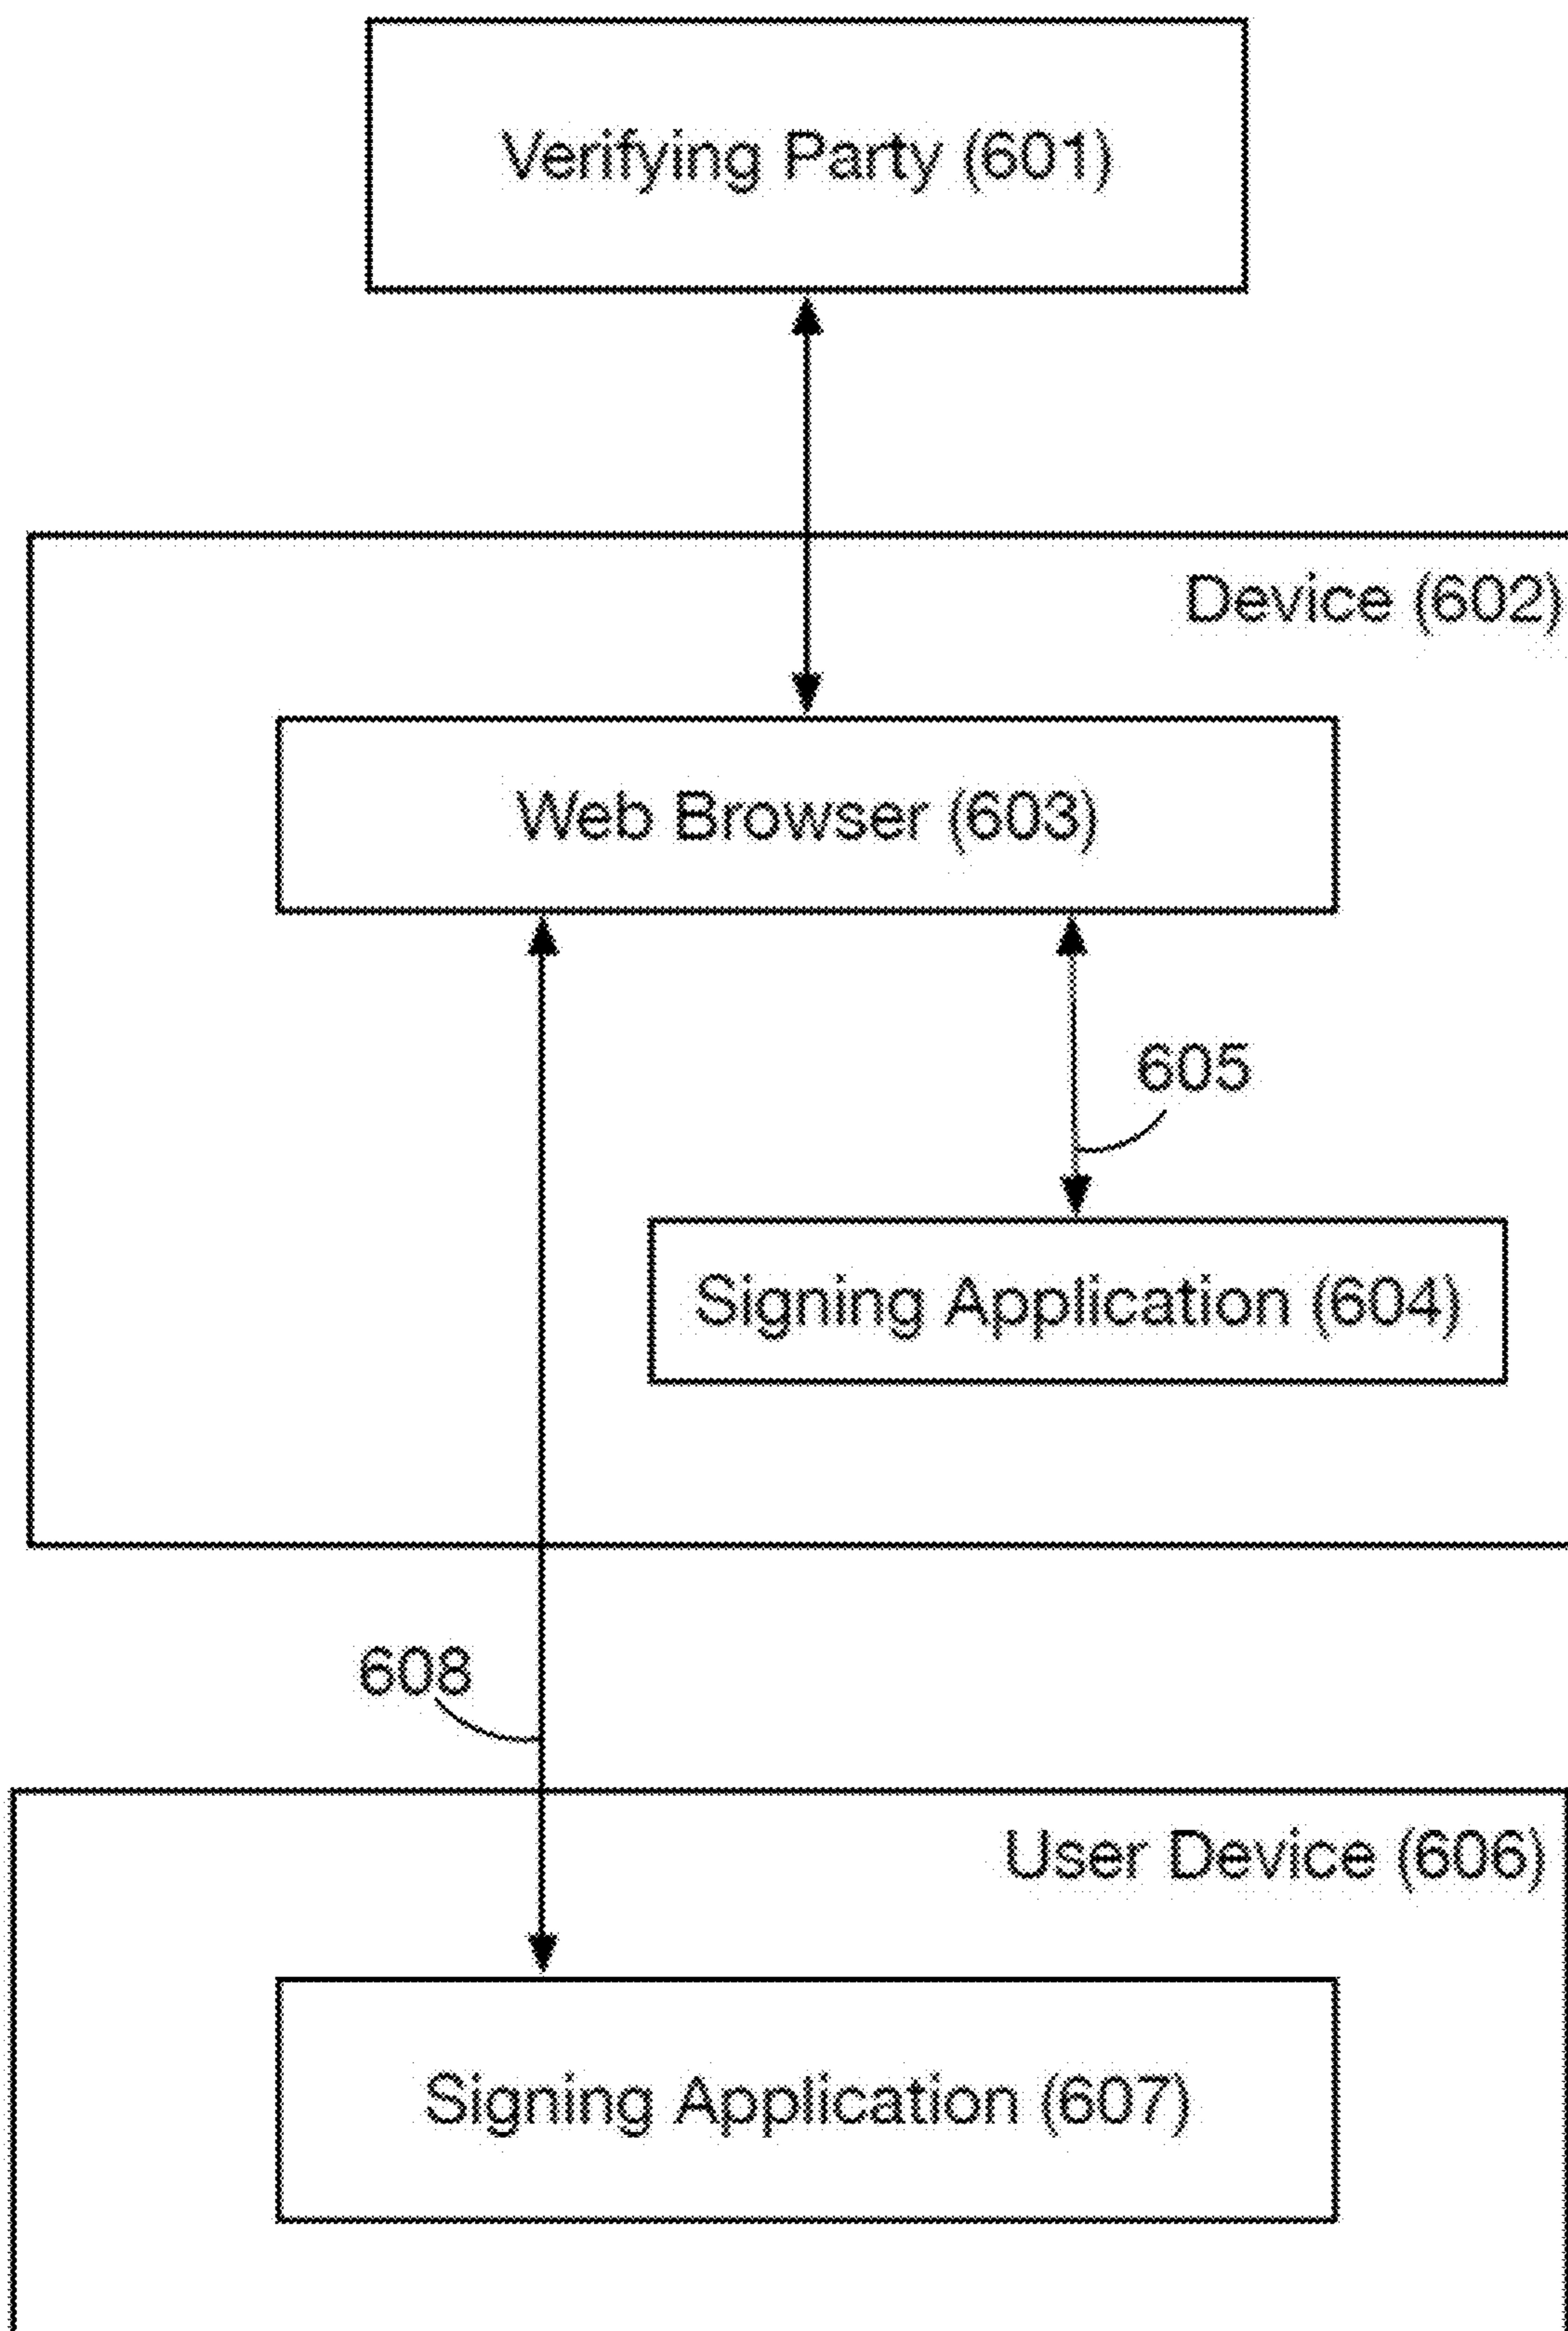 Verifying Party (601)
Device (602)
Web Browser (603)
605
Signing Application (604)
608
User Device (606)
Signing Application (607)